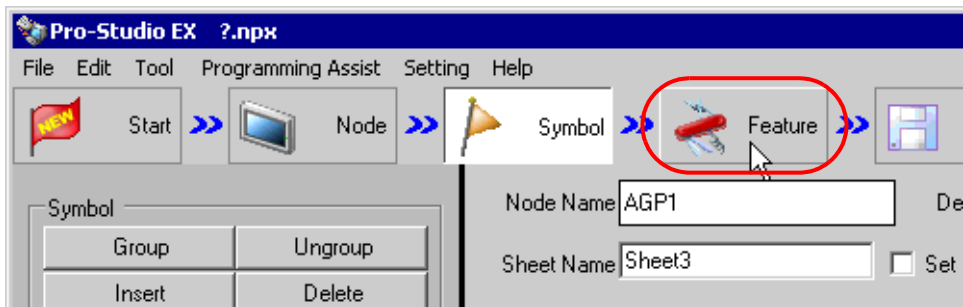 Pro-Studio EX ?.npx
File Edit Tool Programming Assist Setting Help
NEW Start Node Symbol Feature
Symbol
Node Name AGP1 De
Group Ungroup
Sheet Name Sheet3 Set
Insert Delete